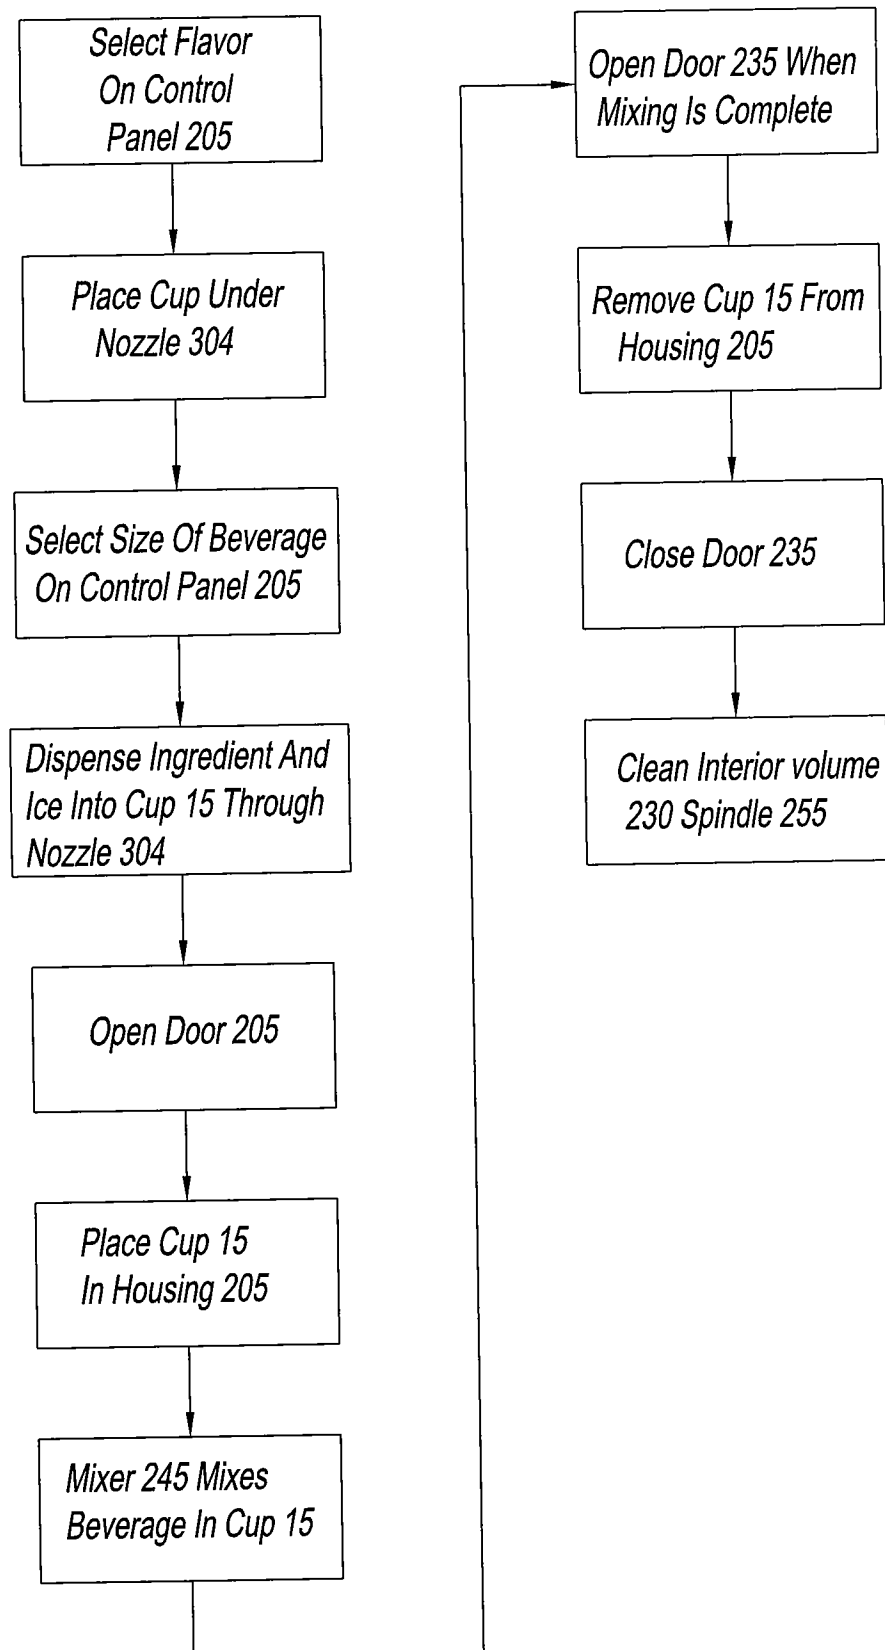 Select Flavor
On Control
Panel 205
Place Cup Under
Nozzle 304
Select Size Of Beverage
On Control Panel 205
Dispense Ingredient And
Ice Into Cup 15 Through
Nozzle 304
Open Door 205
Place Cup 15
In Housing 205
Mixer 245 Mixes
Beverage In Cup 15
Open Door 235 When
Mixing Is Complete
Remove Cup 15 From
Housing 205
Close Door 235
Clean Interior volume
230 Spindle 255